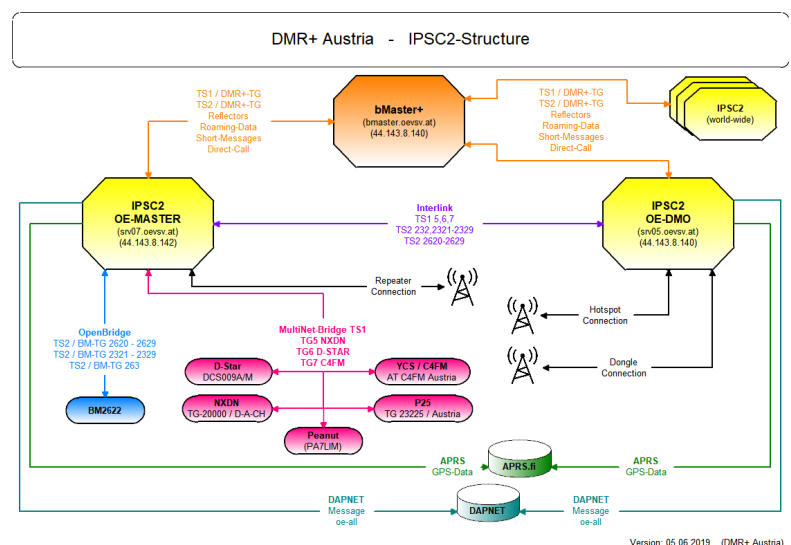 DMR+ Austria - IPSC2-Structure
TS1 / DMR+-TG
TS2 / DMR+-TG
Reflectors
Roaming-Data
Short-Messages
Direct-Call
bMaster+
(bmaster.oevsv.at)
(44.143.8.140)
TS1 / DMR+-TG
TS2 / DMR+-TG
Reflectors
Roaming-Data
Short-Messages
Direct-Call
IPSC2
(world-wide)
IPSC2
OE-MASTER
(srv07.oevsv.at)
(44.143.8.142)
Interlink
TS1 5,6,7
TS2 232,2321-2329
TS2 2620-2629
IPSC2
OE-DMO
(srv05.oevsv.at)
(44.143.8.140)
Repeater
Connection
Hotspot
Connection
Dongle
Connection
OpenBridge
TS2 / BM-TG 2620 - 2629
TS2 / BM-TG 2321 - 2329
TS2 / BM-TG 263
BM2622
MultiNet-Bridge TS1
TG5 NXDN
TG6 D-STAR
TG7 C4FM
D-Star
DCS009A/M
YCS / C4FM
AT C4FM Austria
NXDN
TG-20000 / D-A-CH
P25
TG 23225 / Austria
Peanut
(PA7LIM)
APRS
GPS-Data
APRS.fi
APRS
GPS-Data
DAPNET
Message
oe-all
DAPNET
DAPNET
Message
oe-all
Version: 05.06.2019 (DMR+ Austria)